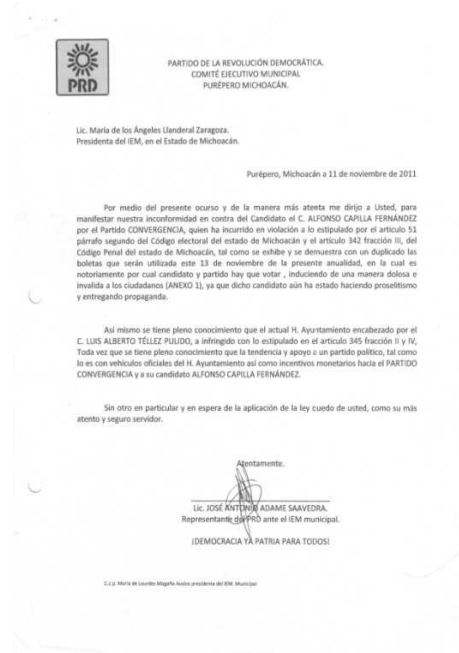 PRD
PARTIDO DE LA REVOLUCIÓN DEMOCRÁTICA.
COMITÉ EJECUTIVO MUNICIPAL
PURÉPERO MICHOACÁN.
Lic. María de los Ángeles Llanderal Zaragoza.
Presidenta del IEM, en el Estado de Michoacán.
Purépero, Michoacán a 11 de noviembre de 2011
Por medio del presente ocurso y de la manera más atenta me dirijo a Usted, para
manifestar nuestra inconformidad en contra del Candidato el C. ALFONSO CAPILLA FERNÁNDEZ
por el Partido CONVERGENCIA, quien ha incurrido en violación a lo estipulado por el articulo 51
párrafo segundo del Código electoral del estado de Michoacán y el artículo 342 fracción III, del
Código Penal del estado de Michoacán, tal como se exhibe y se demuestra con un duplicado las
boletas que serán utilizada este 13 de noviembre de la presente anualidad, en la cual es
notoriamente por cual candidato y partido hay que votar , induciendo de una manera dolosa e
invalida a los ciudadanos (ANEXO 1), ya que dicho candidato aún ha estado haciendo proselitismo
y entregando propaganda.
Así mismo se tiene pleno conocimiento que el actual H. Ayuntamiento encabezado por el
C. LUIS ALBERTO TÉLLEZ PULIDO, a infringido con lo estipulado en el artículo 345 fracción II y IV,
Toda vez que se tiene pleno conocimiento que la tendencia y apoyo a un partido político, tal como
lo es con vehículos oficiales del H. Ayuntamiento así como incentivos monetarios hacia el PARTIDO
CONVERGENCIA y a su candidato ALFONSO CAPILLA FERNÁNDEZ.
Sin otro en particular y en espera de la aplicación de la ley cuedo de usted, como su más
atento y seguro servidor.
Atentamente.
Lic. JOSÉ ANTONIO ADAME SAAVEDRA.
Representante del PRD ante el IEM municipal.
¡DEMOCRACIA YA PATRIA PARA TODOS!
C.c.p. María de Lourdes Magaña Avalos presidenta del IEM. Municipal